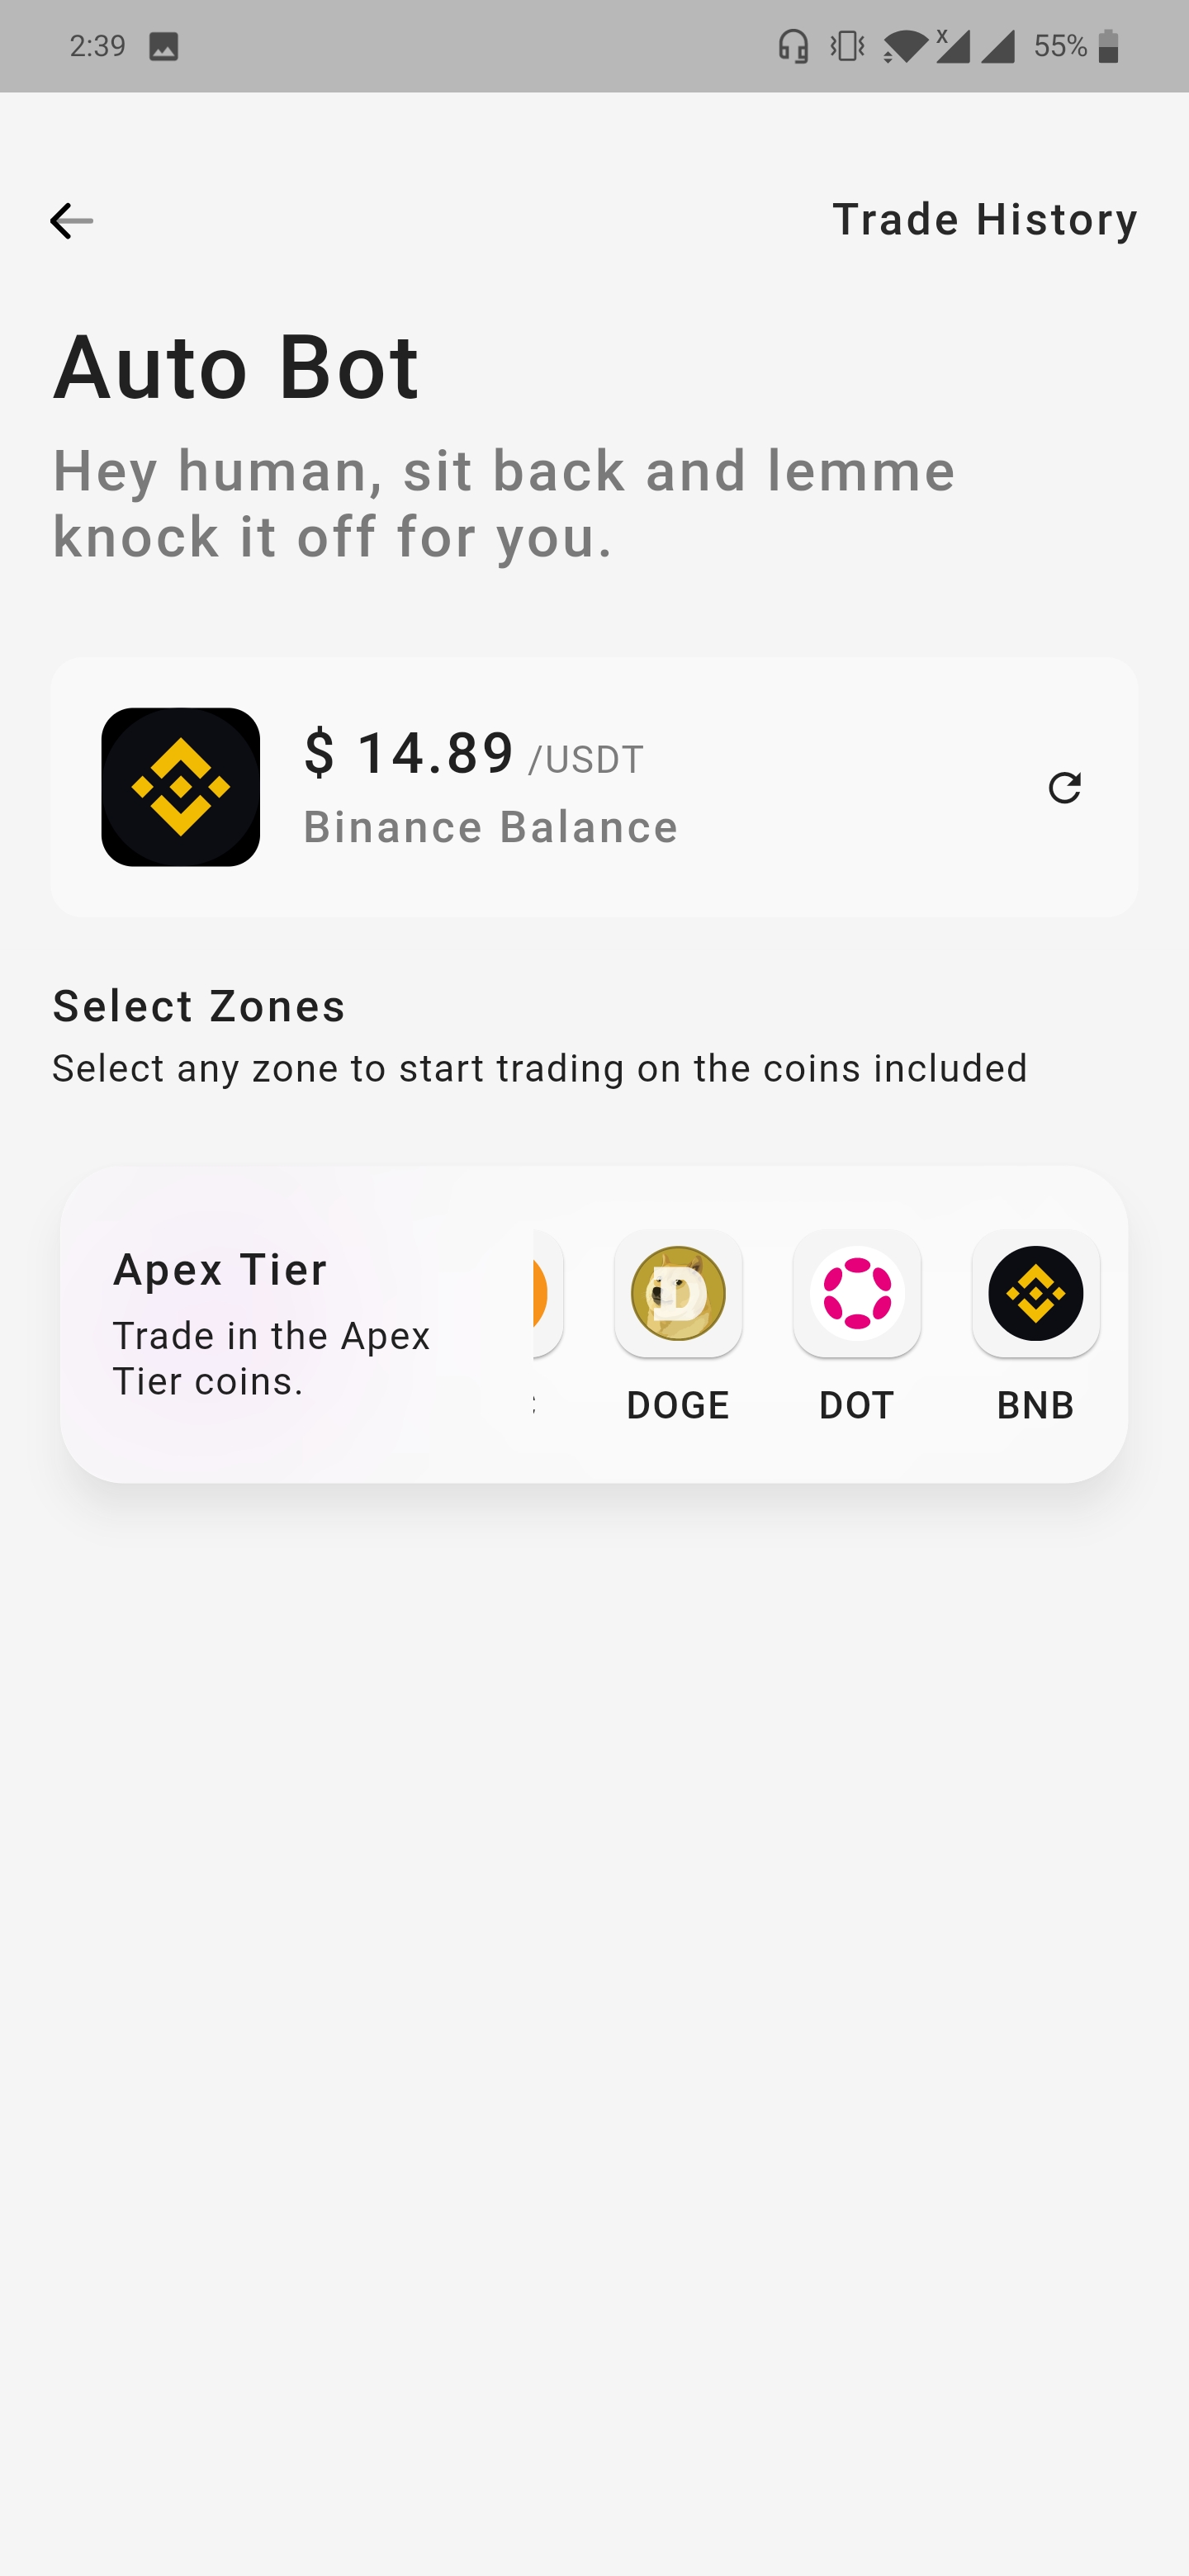 2:39
x
55%
Trade History
Auto Bot
Hey human, sit back and lemme
knock it off for you.
$ 14.89 /USDT
Binance Balance
Select Zones
Select any zone to start trading on the coins included
Apex Tier
Trade in the Apex
Tier coins.
DOGE
DOT
BNB